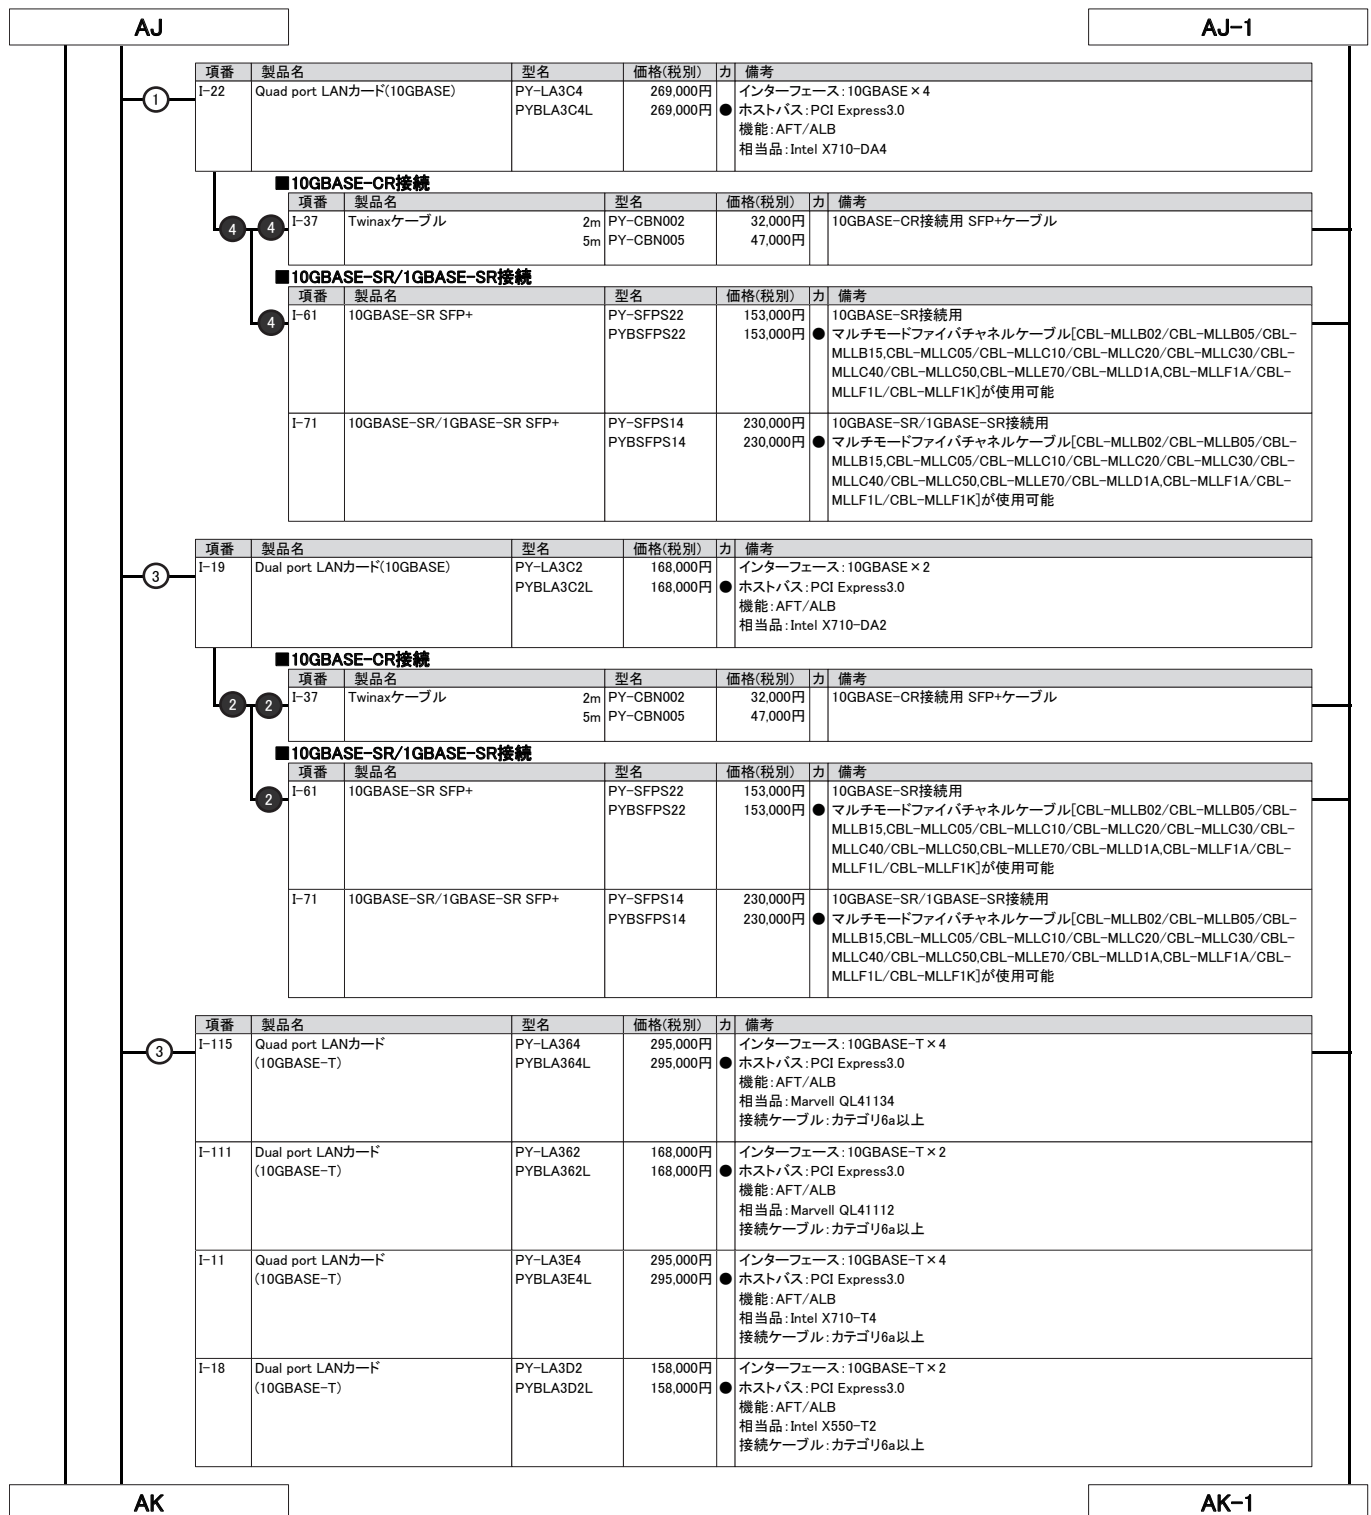 AJ
AJ-1
項番 製品名 型名 価格(税別) カ 備考
① I-22 Quad port LANカード(10GBASE) PY-LA3C4 269,000円 インターフェース:10GBASE×4
PYBLA3C4L 269,000円 ● ホストバス:PCI Express3.0
機能:AFT/ALB
相当品:Intel X710-DA4
■10GBASE-CR接続
項番 製品名 型名 価格(税別) カ 備考
4 4 I-37 Twinaxケーブル 2m PY-CBN002 32,000円 10GBASE-CR接続用 SFP+ケーブル
5m PY-CBN005 47,000円
■10GBASE-SR/1GBASE-SR接続
項番 製品名 型名 価格(税別) カ 備考
4 I-61 10GBASE-SR SFP+ PY-SFPS22 153,000円 10GBASE-SR接続用
PYBSFPS22 153,000円 ● マルチモードファイバチャネルケーブル[CBL-MLLB02/CBL-MLLB05/CBL-
MLLB15,CBL-MLLC05/CBL-MLLC10/CBL-MLLC20/CBL-MLLC30/CBL-
MLLC40/CBL-MLLC50,CBL-MLLE70/CBL-MLLD1A,CBL-MLLF1A/CBL-
MLLF1L/CBL-MLLF1K]が使用可能
I-71 10GBASE-SR/1GBASE-SR SFP+ PY-SFPS14 230,000円 10GBASE-SR/1GBASE-SR接続用
PYBSFPS14 230,000円 ● マルチモードファイバチャネルケーブル[CBL-MLLB02/CBL-MLLB05/CBL-
MLLB15,CBL-MLLC05/CBL-MLLC10/CBL-MLLC20/CBL-MLLC30/CBL-
MLLC40/CBL-MLLC50,CBL-MLLE70/CBL-MLLD1A,CBL-MLLF1A/CBL-
MLLF1L/CBL-MLLF1K]が使用可能
項番 製品名 型名 価格(税別) カ 備考
③ I-19 Dual port LANカード(10GBASE) PY-LA3C2 168,000円 インターフェース:10GBASE×2
PYBLA3C2L 168,000円 ● ホストバス:PCI Express3.0
機能:AFT/ALB
相当品:Intel X710-DA2
■10GBASE-CR接続
項番 製品名 型名 価格(税別) カ 備考
2 2 I-37 Twinaxケーブル 2m PY-CBN002 32,000円 10GBASE-CR接続用 SFP+ケーブル
5m PY-CBN005 47,000円
■10GBASE-SR/1GBASE-SR接続
項番 製品名 型名 価格(税別) カ 備考
2 I-61 10GBASE-SR SFP+ PY-SFPS22 153,000円 10GBASE-SR接続用
PYBSFPS22 153,000円 ● マルチモードファイバチャネルケーブル[CBL-MLLB02/CBL-MLLB05/CBL-
MLLB15,CBL-MLLC05/CBL-MLLC10/CBL-MLLC20/CBL-MLLC30/CBL-
MLLC40/CBL-MLLC50,CBL-MLLE70/CBL-MLLD1A,CBL-MLLF1A/CBL-
MLLF1L/CBL-MLLF1K]が使用可能
I-71 10GBASE-SR/1GBASE-SR SFP+ PY-SFPS14 230,000円 10GBASE-SR/1GBASE-SR接続用
PYBSFPS14 230,000円 ● マルチモードファイバチャネルケーブル[CBL-MLLB02/CBL-MLLB05/CBL-
MLLB15,CBL-MLLC05/CBL-MLLC10/CBL-MLLC20/CBL-MLLC30/CBL-
MLLC40/CBL-MLLC50,CBL-MLLE70/CBL-MLLD1A,CBL-MLLF1A/CBL-
MLLF1L/CBL-MLLF1K]が使用可能
項番 製品名 型名 価格(税別) カ 備考
③ I-115 Quad port LANカード PY-LA364 295,000円 インターフェース:10GBASE-T×4
(10GBASE-T) PYBLA364L 295,000円 ● ホストバス:PCI Express3.0
機能:AFT/ALB
相当品:Marvell QL41134
接続ケーブル:カテゴリ6a以上
I-111 Dual port LANカード PY-LA362 168,000円 インターフェース:10GBASE-T×2
(10GBASE-T) PYBLA362L 168,000円 ● ホストバス:PCI Express3.0
機能:AFT/ALB
相当品:Marvell QL41112
接続ケーブル:カテゴリ6a以上
I-11 Quad port LANカード PY-LA3E4 295,000円 インターフェース:10GBASE-T×4
(10GBASE-T) PYBLA3E4L 295,000円 ● ホストバス:PCI Express3.0
機能:AFT/ALB
相当品:Intel X710-T4
接続ケーブル:カテゴリ6a以上
I-18 Dual port LANカード PY-LA3D2 158,000円 インターフェース:10GBASE-T×2
(10GBASE-T) PYBLA3D2L 158,000円 ● ホストバス:PCI Express3.0
機能:AFT/ALB
相当品:Intel X550-T2
接続ケーブル:カテゴリ6a以上
AK
AK-1